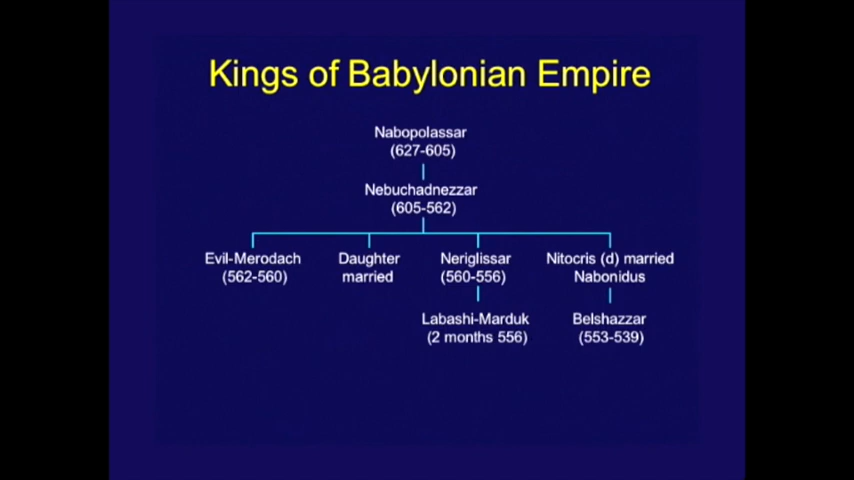 Kings of Babylonian Empire
Nabopolassar
(627-605)
Nebuchadnezzar
(605-562)
Evil-Merodach
(562-560)
Daughter
married
Neriglissar
(560-556)
Nitocris (d) married
Nabonidus
Labashi-Marduk
(2 months 556)
Belshazzar
(553-539)